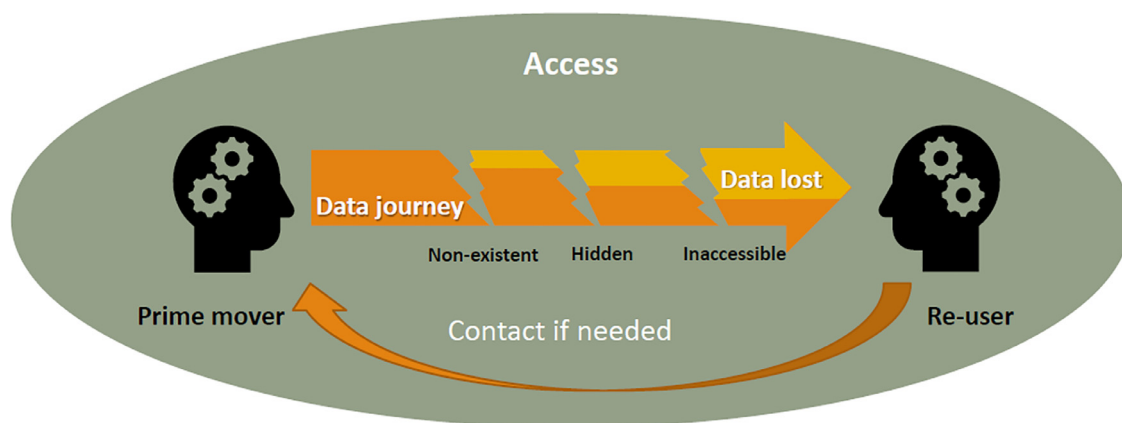 Access
Data journey
Data lost
Non-existent
Hidden
Inaccessible
Prime mover
Contact if needed
Re-user